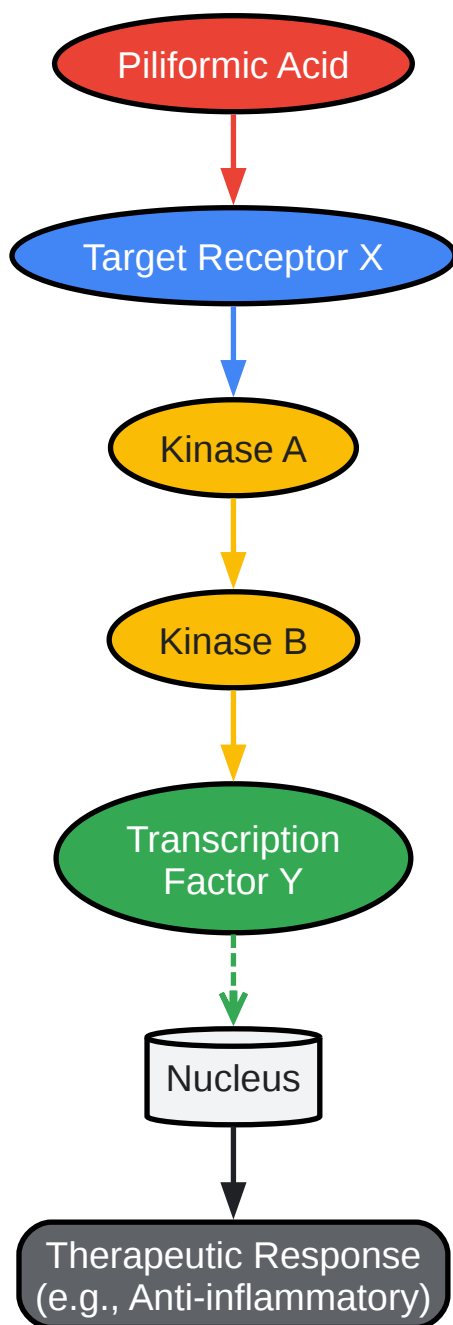 Piliformic Acid
Target Receptor X
Kinase A
Kinase B
Transcription
Factor Y
Nucleus
Therapeutic Response
(e.g., Anti-inflammatory)